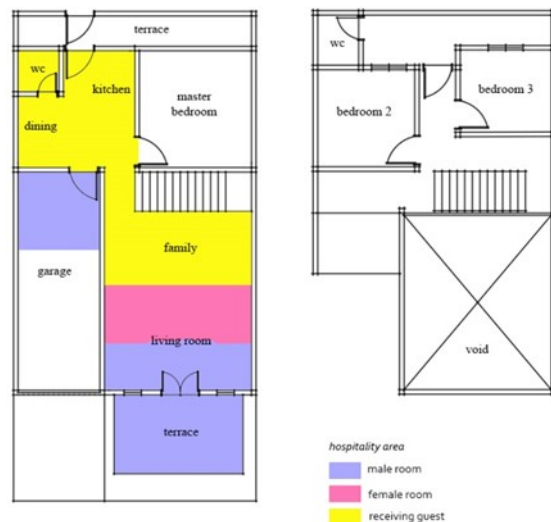 terrace
wc
kitchen
master
bedroom
dining
family
garage
living room
terrace
wc
bedroom 3
bedroom 2
void
hospitality area
male room
female room
receiving guest